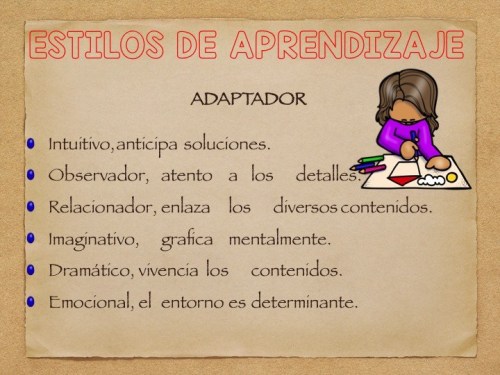 ESTILOS DE APRENDIZAJE
ADAPTADOR
Intuitivo, anticipa soluciones.
Observador, atento a los detalles.
Relacionador, enlaza los diversos contenidos.
Imaginativo, grafica mentalmente.
Dramático, vivencia los contenidos.
Emocional, el entorno es determinante.